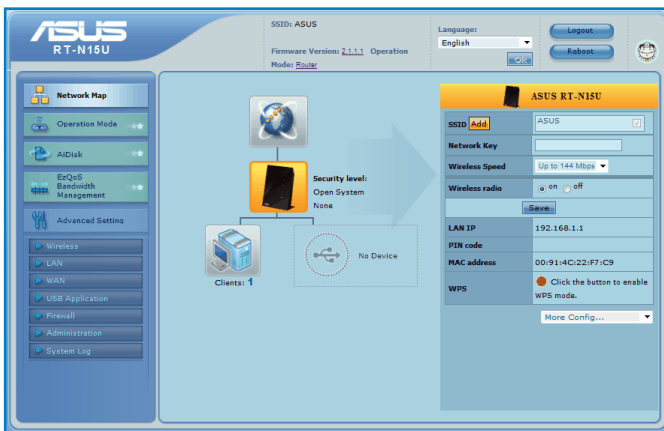 ASUS
RT-N15U
SSID: ASUS
Firmware Version: 2.1.1.1 Operation
Mode: Router
Language:
English
OK
Logout
Reboot
Network Map
Operation Mode
AiDisk
EzQoS
Bandwidth
Management
Advanced Setting
Wireless
LAN
WAN
USB Application
Firewall
Administration
System Log
Security level:
Open System
None
Clients: 1
No Device
ASUS RT-N15U
SSID Add ASUS
Network Key
Wireless Speed Up to 144 Mbps
Wireless radio on off
Save
LAN IP 192.168.1.1
PIN code
MAC address 00:91:4C:22:F7:C9
WPS Click the button to enable
WPS mode.
More Config...